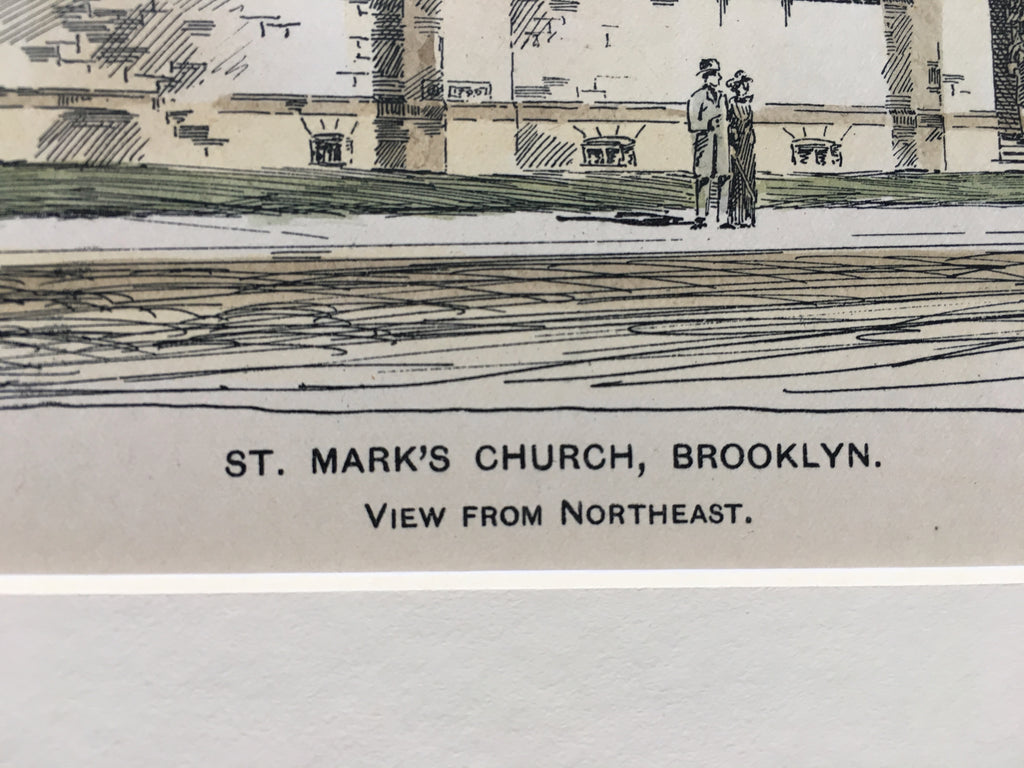 ST. MARK'S CHURCH, BROOKLYN.
VIEW FROM NORTHEAST.